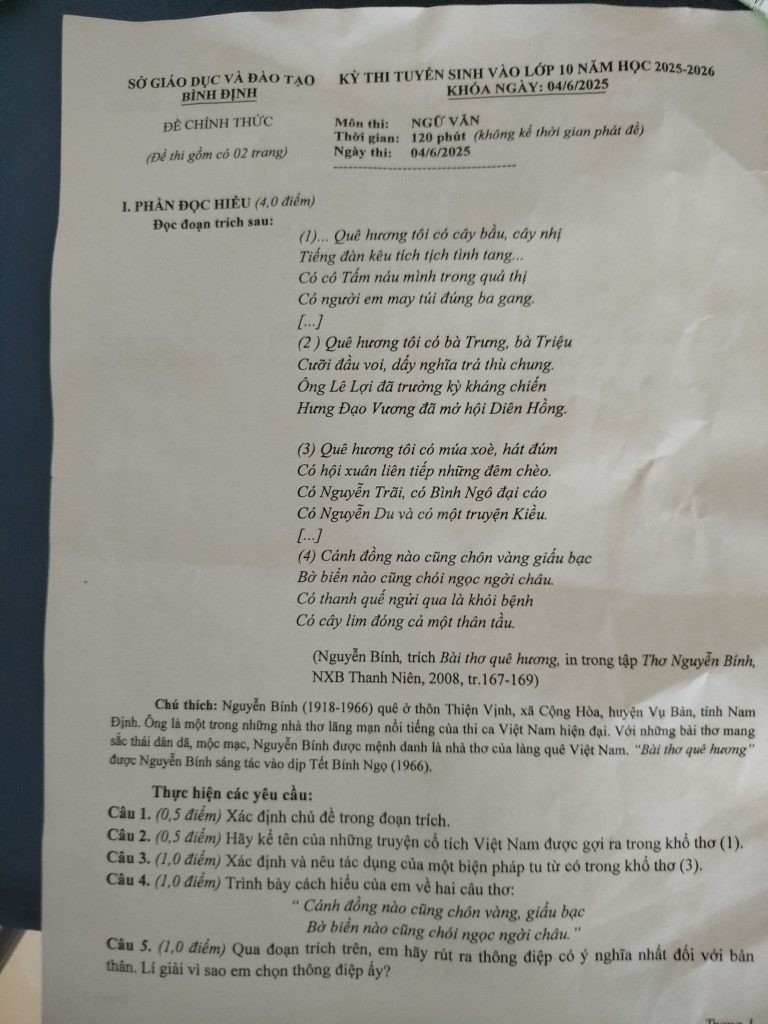 SỞ GIÁO DỤC VÀ ĐÀO TẠO
BÌNH ĐỊNH
ĐỀ CHÍNH THỨC
(Đề thi gồm có 02 trang)
KỲ THI TUYỂN SINH VÀO LỚP 10 NĂM HỌC 2025-2026
KHÓA NGÀY: 04/6/2025
Môn thi: NGỮ VĂN
Thời gian: 120 phút (không kể thời gian phát đề)
Ngày thi: 04/6/2025
I. PHẦN ĐỌC HIỂU (4,0 điểm)
Đọc đoạn trích sau:
(1)... Quê hương tôi có cây bầu, cây nhị
Tiếng đàn kêu tích tịch tình tang...
Có cô Tấm náu mình trong quả thị
Có người em may túi đúng ba gang.
[...]
(2 ) Quê hương tôi có bà Trưng, bà Triệu
Cưỡi đầu voi, dấy nghĩa trả thù chung.
Ông Lê Lợi đã trường kỳ kháng chiến
Hưng Đạo Vương đã mở hội Diên Hồng.
(3) Quê hương tôi có múa xoè, hát đúm
Có hội xuân liên tiếp những đêm chèo.
Có Nguyễn Trãi, có Bình Ngô đại cáo
Có Nguyễn Du và có một truyện Kiều.
[...]
(4) Cánh đồng nào cũng chôn vàng giấu bạc
Bờ biển nào cũng chói ngọc ngời châu.
Có thanh quế ngửi qua là khỏi bệnh
Có cây lim đóng cả một thân tầu.
(Nguyễn Bính, trích Bài thơ quê hương, in trong tập Thơ Nguyễn Bính,
NXB Thanh Niên, 2008, tr.167-169)
Chú thích: Nguyễn Bính (1918-1966) quê ở thôn Thiện Vịnh, xã Cộng Hòa, huyện Vụ Bản, tỉnh Nam
Định. Ông là một trong những nhà thơ lãng mạn nổi tiếng của thi ca Việt Nam hiện đại. Với những bài thơ mang
sắc thái dân dã, mộc mạc, Nguyễn Bính được mệnh danh là nhà thơ của làng quê Việt Nam. “Bài thơ quê hương”
được Nguyễn Bính sáng tác vào dịp Tết Bính Ngọ (1966).
Thực hiện các yêu cầu:
Câu 1. (0,5 điểm) Xác định chủ đề trong đoạn trích.
Câu 2. (0,5 điểm) Hãy kể tên của những truyện cổ tích Việt Nam được gợi ra trong khổ thơ (1).
Câu 3. (1,0 điểm) Xác định và nêu tác dụng của một biện pháp tu từ có trong khổ thơ (3).
Câu 4. (1,0 điểm) Trình bày cách hiểu của em về hai câu thơ:
“ Cánh đồng nào cũng chôn vàng, giấu bạc
Bờ biển nào cũng chói ngọc ngời châu. ”
Câu 5. (1,0 điểm) Qua đoạn trích trên, em hãy rút ra thông điệp có ý nghĩa nhất đối với bản
thân. Lí giải vì sao em chọn thông điệp ấy?